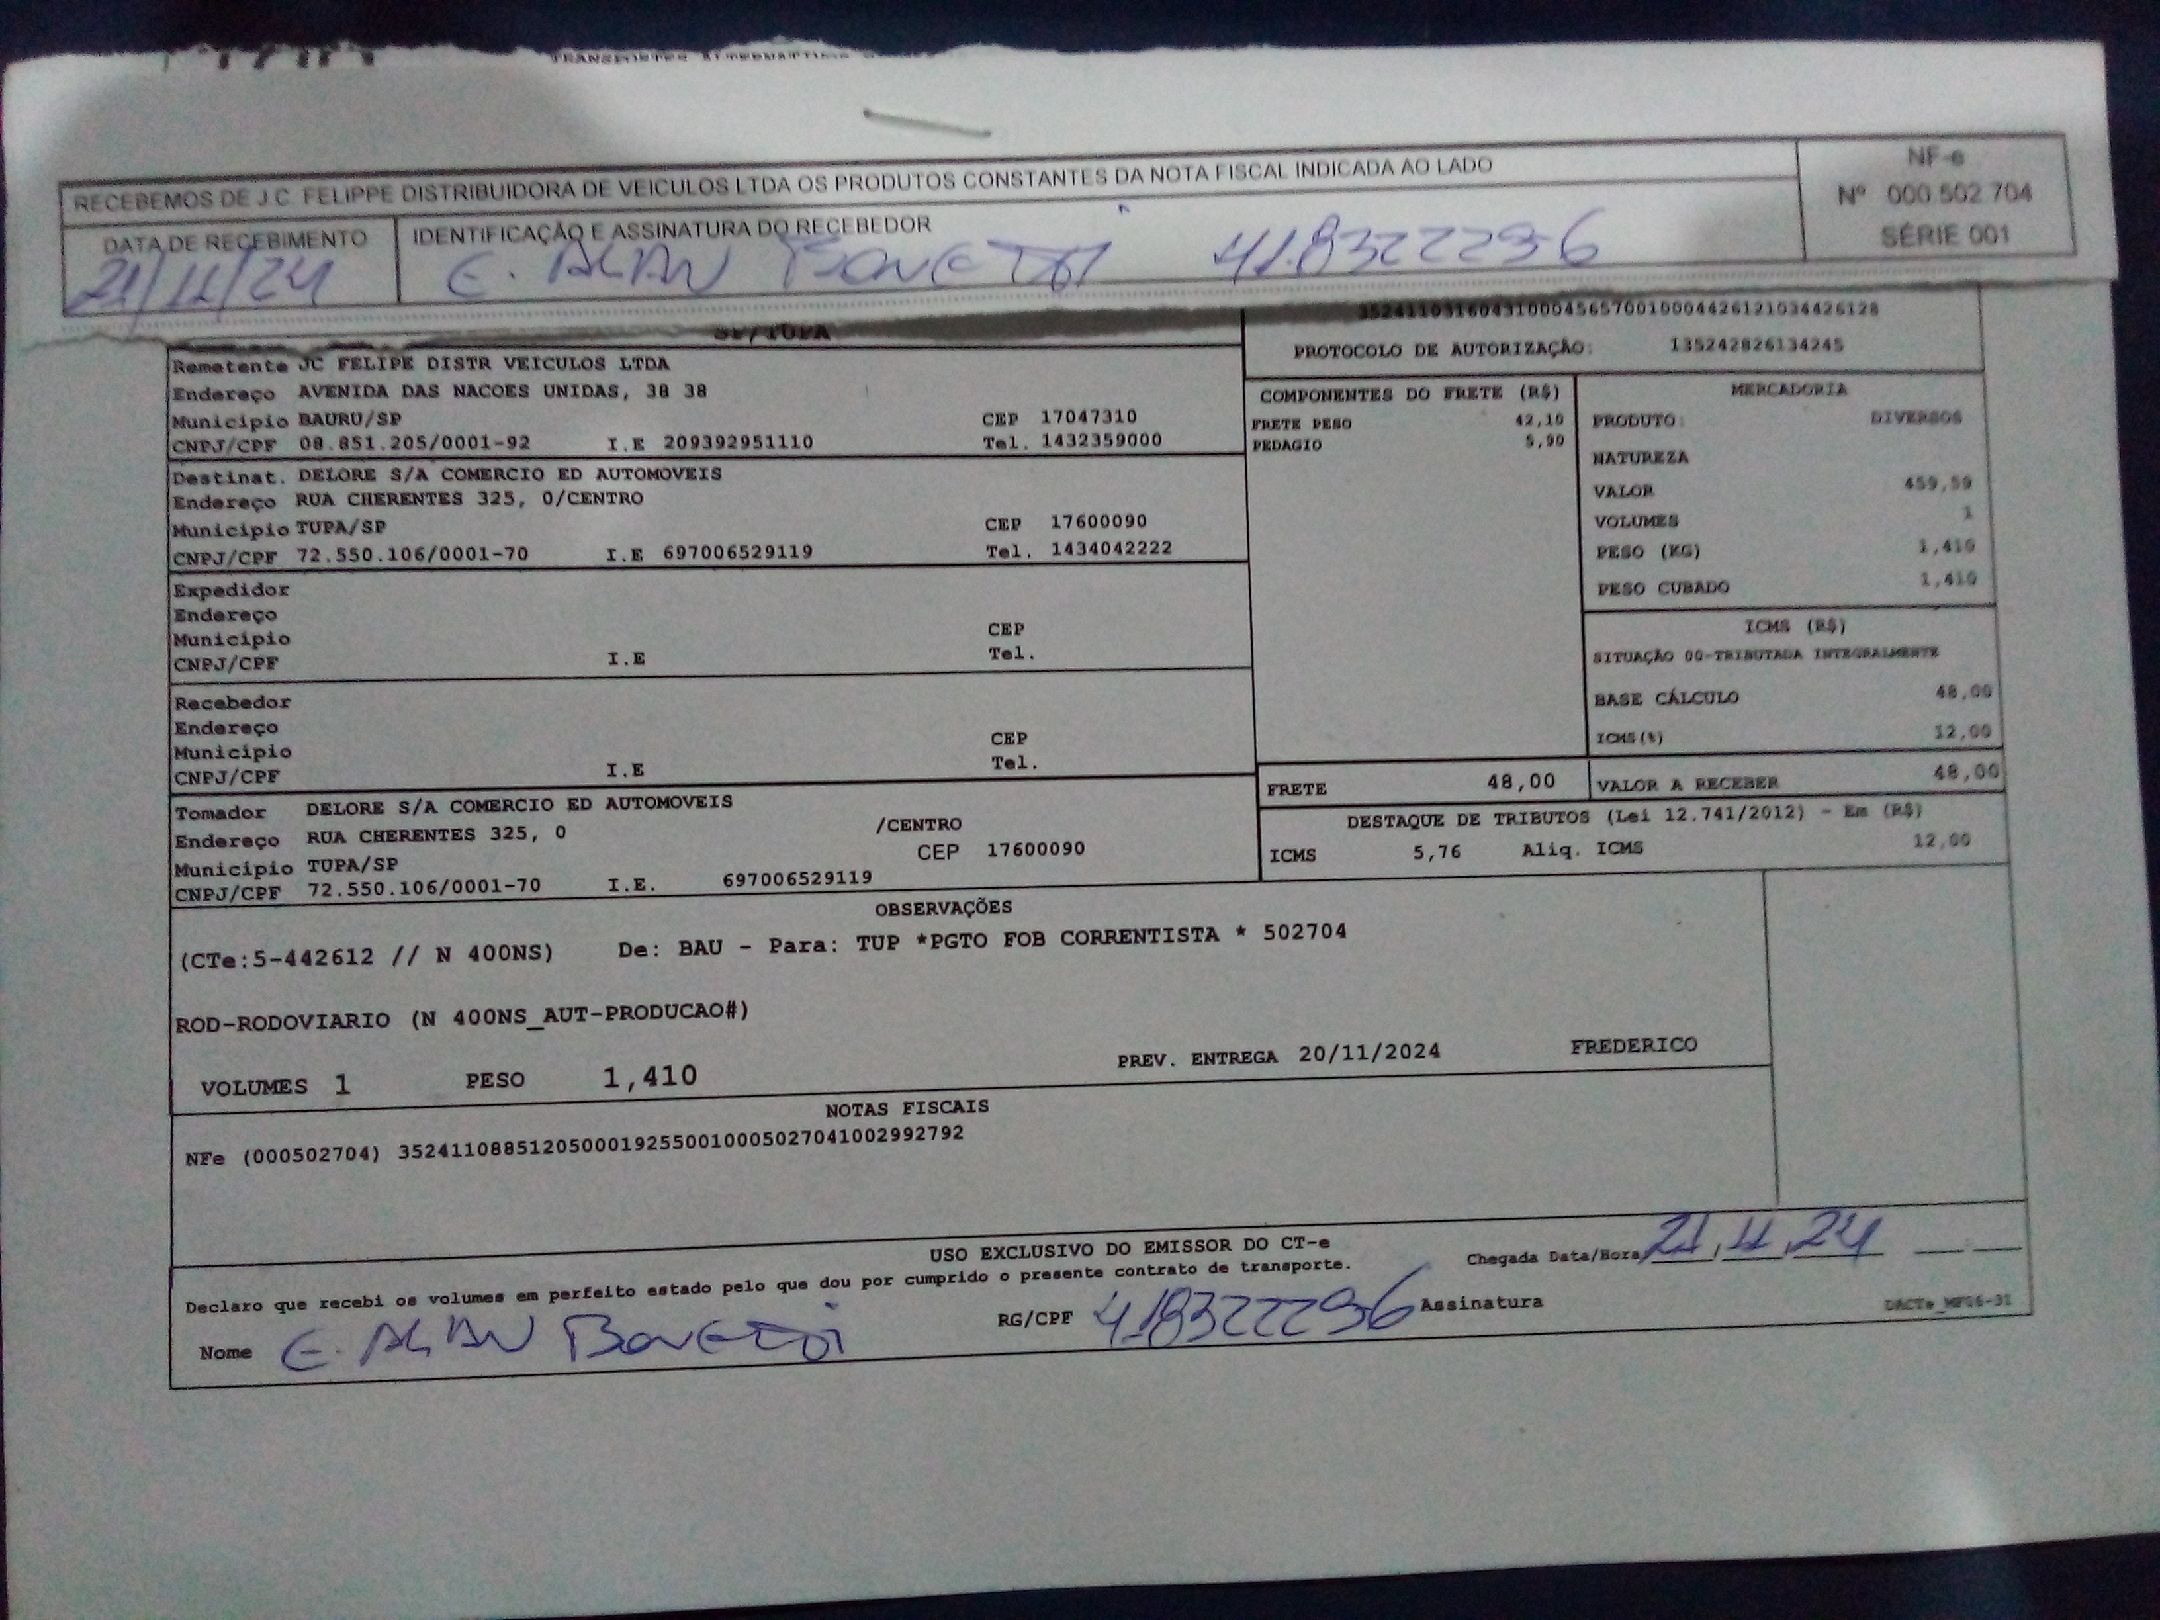 RECEBEMOS DE J.C. FELIPPE DISTRIBUIDORA DE VEICULOS LTDA OS PRODUTOS CONSTANTES DA NOTA FISCAL INDICADA AO LADO
NF-e
Nº 000.502.704
SÉRIE 001
DATA DE RECEBIMENTO
21/11/24
IDENTIFICAÇÃO E ASSINATURA DO RECEBEDOR
E. ALAN BONETTI 418322296
SP/TUPA
35241103160431000456570010004426121034426128
PROTOCOLO DE AUTORIZAÇÃO: 135242826134245
Remetente JC FELIPE DISTR VEICULOS LTDA
Endereço AVENIDA DAS NACOES UNIDAS, 38 38
Município BAURU/SP CEP 17047310
CNPJ/CPF 08.851.205/0001-92 I.E 209392951110 Tel. 1432359000
Destinat. DELORE S/A COMERCIO ED AUTOMOVEIS
Endereço RUA CHERENTES 325, 0/CENTRO
Município TUPA/SP CEP 17600090
CNPJ/CPF 72.550.106/0001-70 I.E 697006529119 Tel. 1434042222
Expedidor
Endereço
Município CEP
CNPJ/CPF I.E Tel.
Recebedor
Endereço
Município CEP
CNPJ/CPF I.E Tel.
Tomador DELORE S/A COMERCIO ED AUTOMOVEIS
Endereço RUA CHERENTES 325, 0 /CENTRO
Município TUPA/SP CEP 17600090
CNPJ/CPF 72.550.106/0001-70 I.E. 697006529119
COMPONENTES DO FRETE (R$)
FRETE PESO 42,10
PEDAGIO 5,90
MERCADORIA
PRODUTO: DIVERSOS
NATUREZA
VALOR 459,59
VOLUMES 1
PESO (KG) 1,410
PESO CUBADO 1,410
ICMS (R$)
SITUAÇÃO 00-TRIBUTADA INTEGRALMENTE
BASE CÁLCULO 48,00
ICMS(%) 12,00
FRETE 48,00 VALOR A RECEBER 48,00
DESTAQUE DE TRIBUTOS (Lei 12.741/2012) - Em (R$)
ICMS 5,76 Aliq. ICMS 12,00
OBSERVAÇÕES
(CTe:5-442612 // N 400NS) De: BAU - Para: TUP *PGTO FOB CORRENTISTA * 502704
ROD-RODOVIARIO (N 400NS_AUT-PRODUCAO#)
VOLUMES 1 PESO 1,410 PREV. ENTREGA 20/11/2024 FREDERICO
NOTAS FISCAIS
NFe (000502704) 35241108851205000192550010005027041002992792
USO EXCLUSIVO DO EMISSOR DO CT-e
Chegada Data/Hora 21,11,24
Declaro que recebi os volumes em perfeito estado pelo que dou por cumprido o presente contrato de transporte.
Nome E. ALAN BONETTI RG/CPF 418322296 Assinatura
DACTe_MF06-31